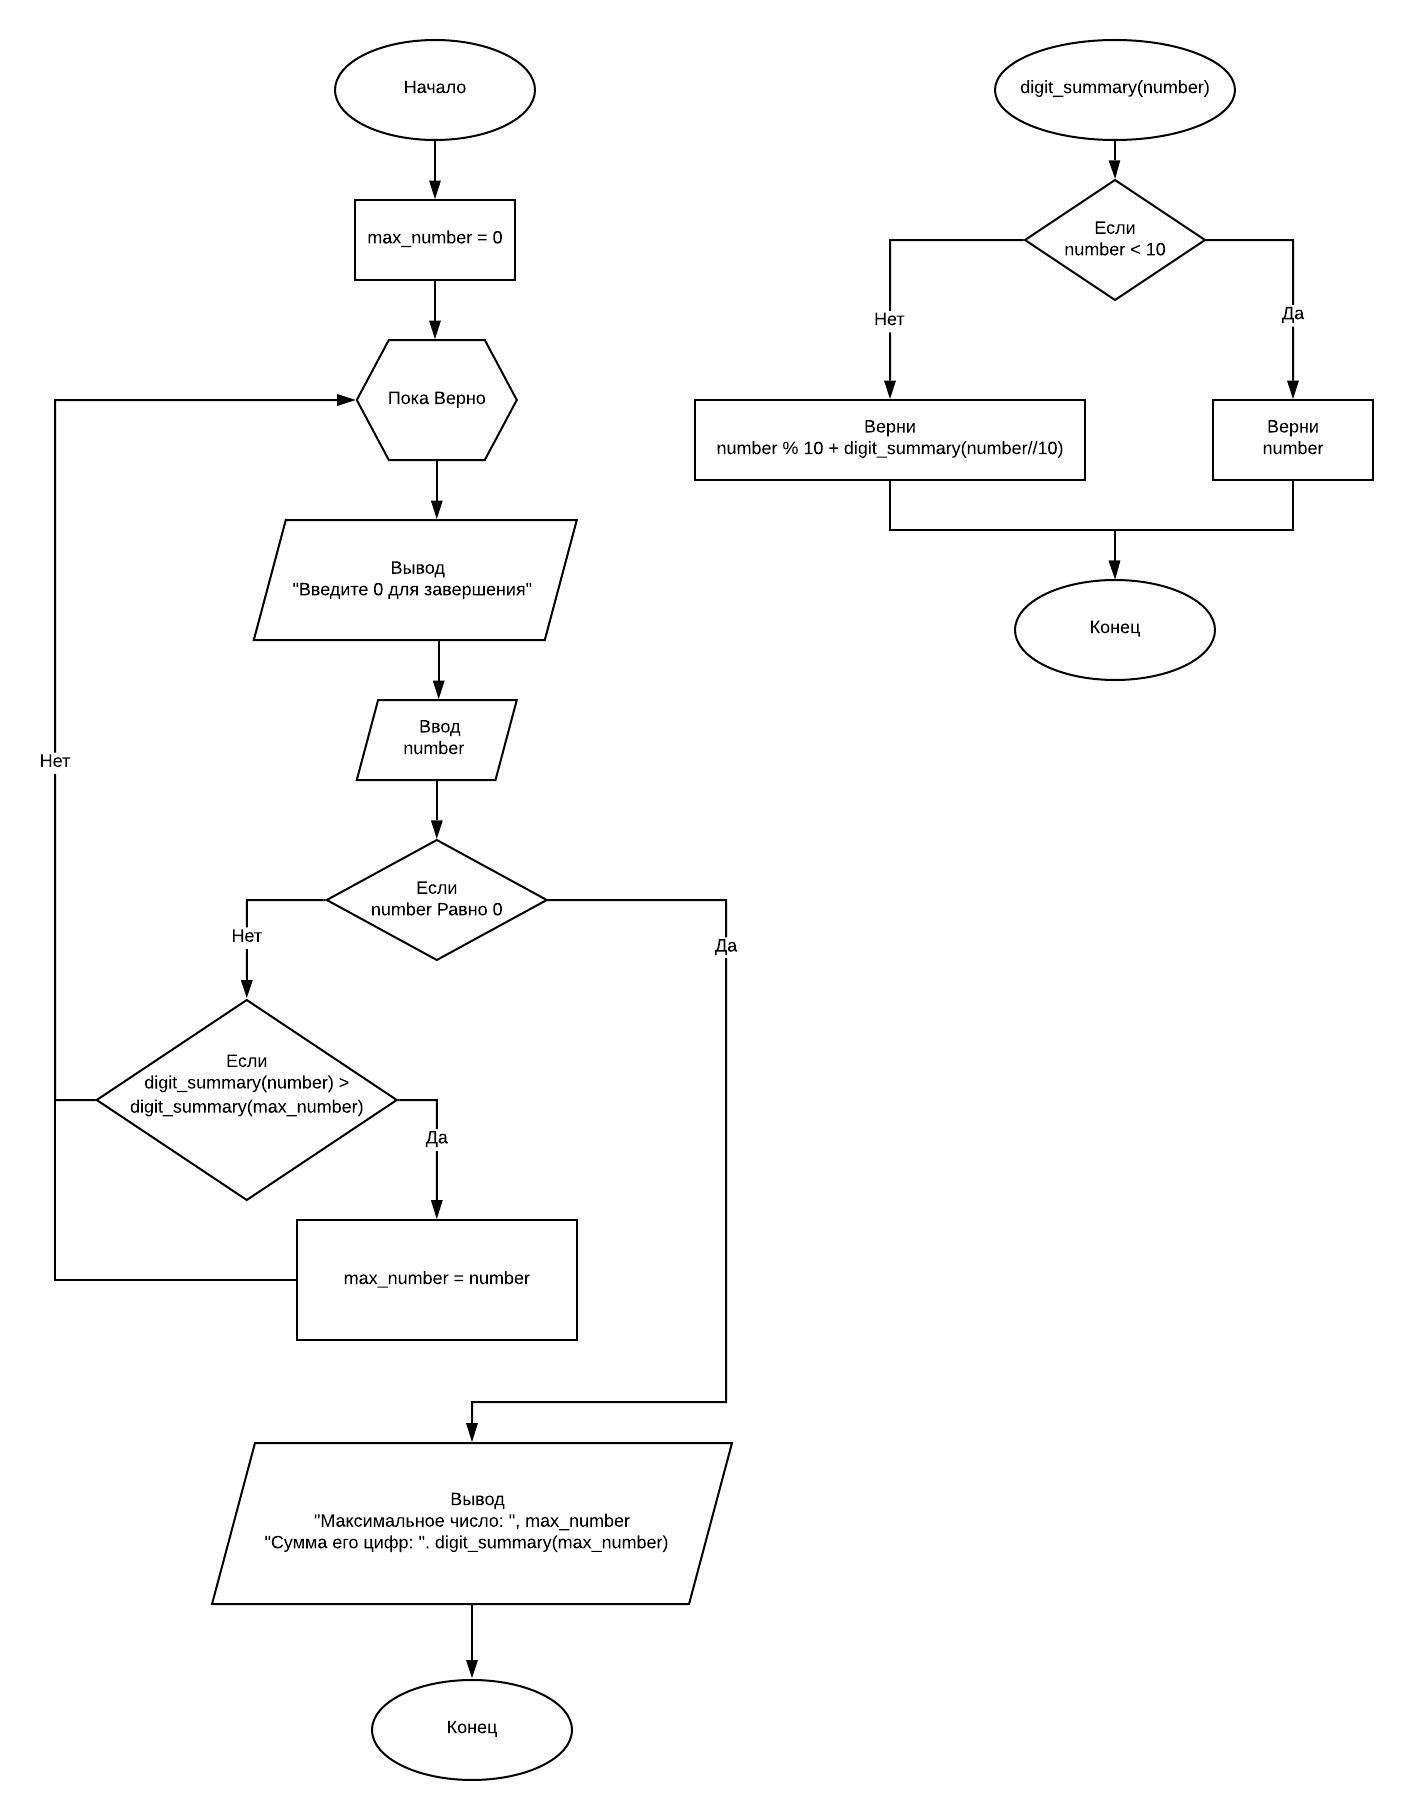 Начало
max_number = 0
Пока Верно
Вывод
"Введите 0 для завершения"
Ввод
number
Если
number Равно 0
Нет
Да
Нет
Если
digit_summary(number) >
digit_summary(max_number)
Да
max_number = number
Вывод
"Максимальное число: ", max_number
"Сумма его цифр: ". digit_summary(max_number)
Конец
digit_summary(number)
Если
number < 10
Нет
Да
Верни
number % 10 + digit_summary(number//10)
Верни
number
Конец